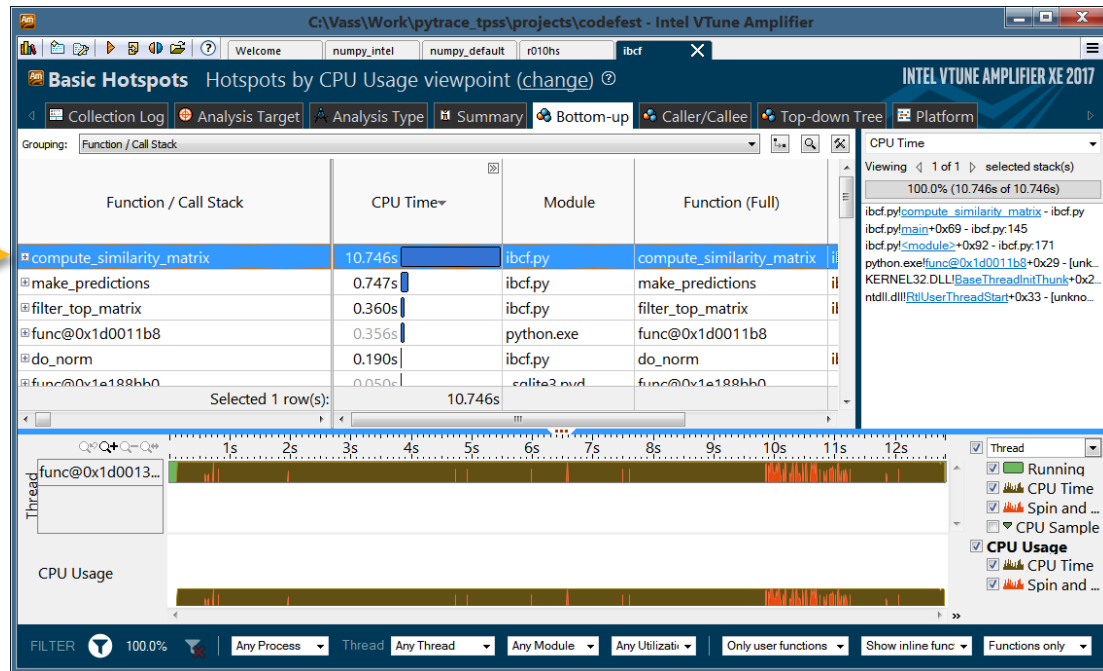 C:\Vass\Work\pytrace_tpss\projects\codefest - Intel VTune Amplifier
Welcome numpy_intel numpy_default r010hs ibcf
Basic Hotspots Hotspots by CPU Usage viewpoint (change)
INTEL VTUNE AMPLIFIER XE 2017
Collection Log Analysis Target Analysis Type Summary Bottom-up Caller/Callee Top-down Tree Platform
Grouping: Function / Call Stack
CPU Time
Viewing 1 of 1 selected stack(s)
100.0% (10.746s of 10.746s)
ibcf.py!compute_similarity_matrix - ibcf.py
ibcf.py!main+0x69 - ibcf.py:145
ibcf.py!<module>+0x92 - ibcf.py:171
python.exe!func@0x1d0011b8+0x29 - [unk...
KERNEL32.DLL!BaseThreadInitThunk+0x2...
ntdll.dll!RtlUserThreadStart+0x33 - [unkno...
Function / Call Stack CPU Time Module Function (Full)
compute_similarity_matrix 10.746s ibcf.py compute_similarity_matrix
make_predictions 0.747s ibcf.py make_predictions
filter_top_matrix 0.360s ibcf.py filter_top_matrix
func@0x1d0011b8 0.356s python.exe func@0x1d0011b8
do_norm 0.190s ibcf.py do_norm
func@0x1e188bb0 0.050s _sqlite3.pyd func@0x1e188bb0
Selected 1 row(s): 10.746s
1s 2s 3s 4s 5s 6s 7s 8s 9s 10s 11s 12s
Thread
func@0x1d0013...
CPU Usage
Thread
Running
CPU Time
Spin and ...
CPU Sample
CPU Usage
CPU Time
Spin and ...
FILTER 100.0% Any Process Thread Any Thread Any Module Any Utilizati Only user functions Show inline func Functions only